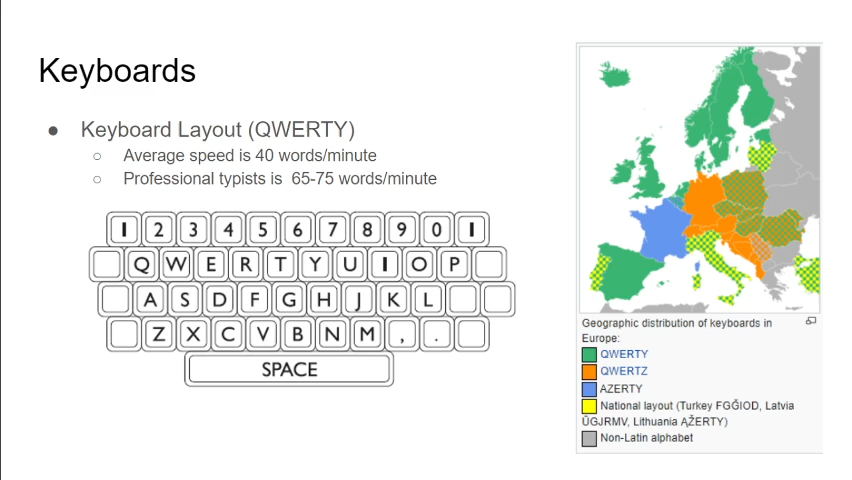 Keyboards
● Keyboard Layout (QWERTY)
○ Average speed is 40 words/minute
○ Professional typists is 65-75 words/minute
1 2 3 4 5 6 7 8 9 0 1
Q W E R T Y U I O P
A S D F G H J K L
Z X C V B N M , .
SPACE
Geographic distribution of keyboards in
Europe:
QWERTY
QWERTZ
AZERTY
National layout (Turkey FGĞIOD, Latvia
ŪGJRMV, Lithuania ĄŽERTY)
Non-Latin alphabet